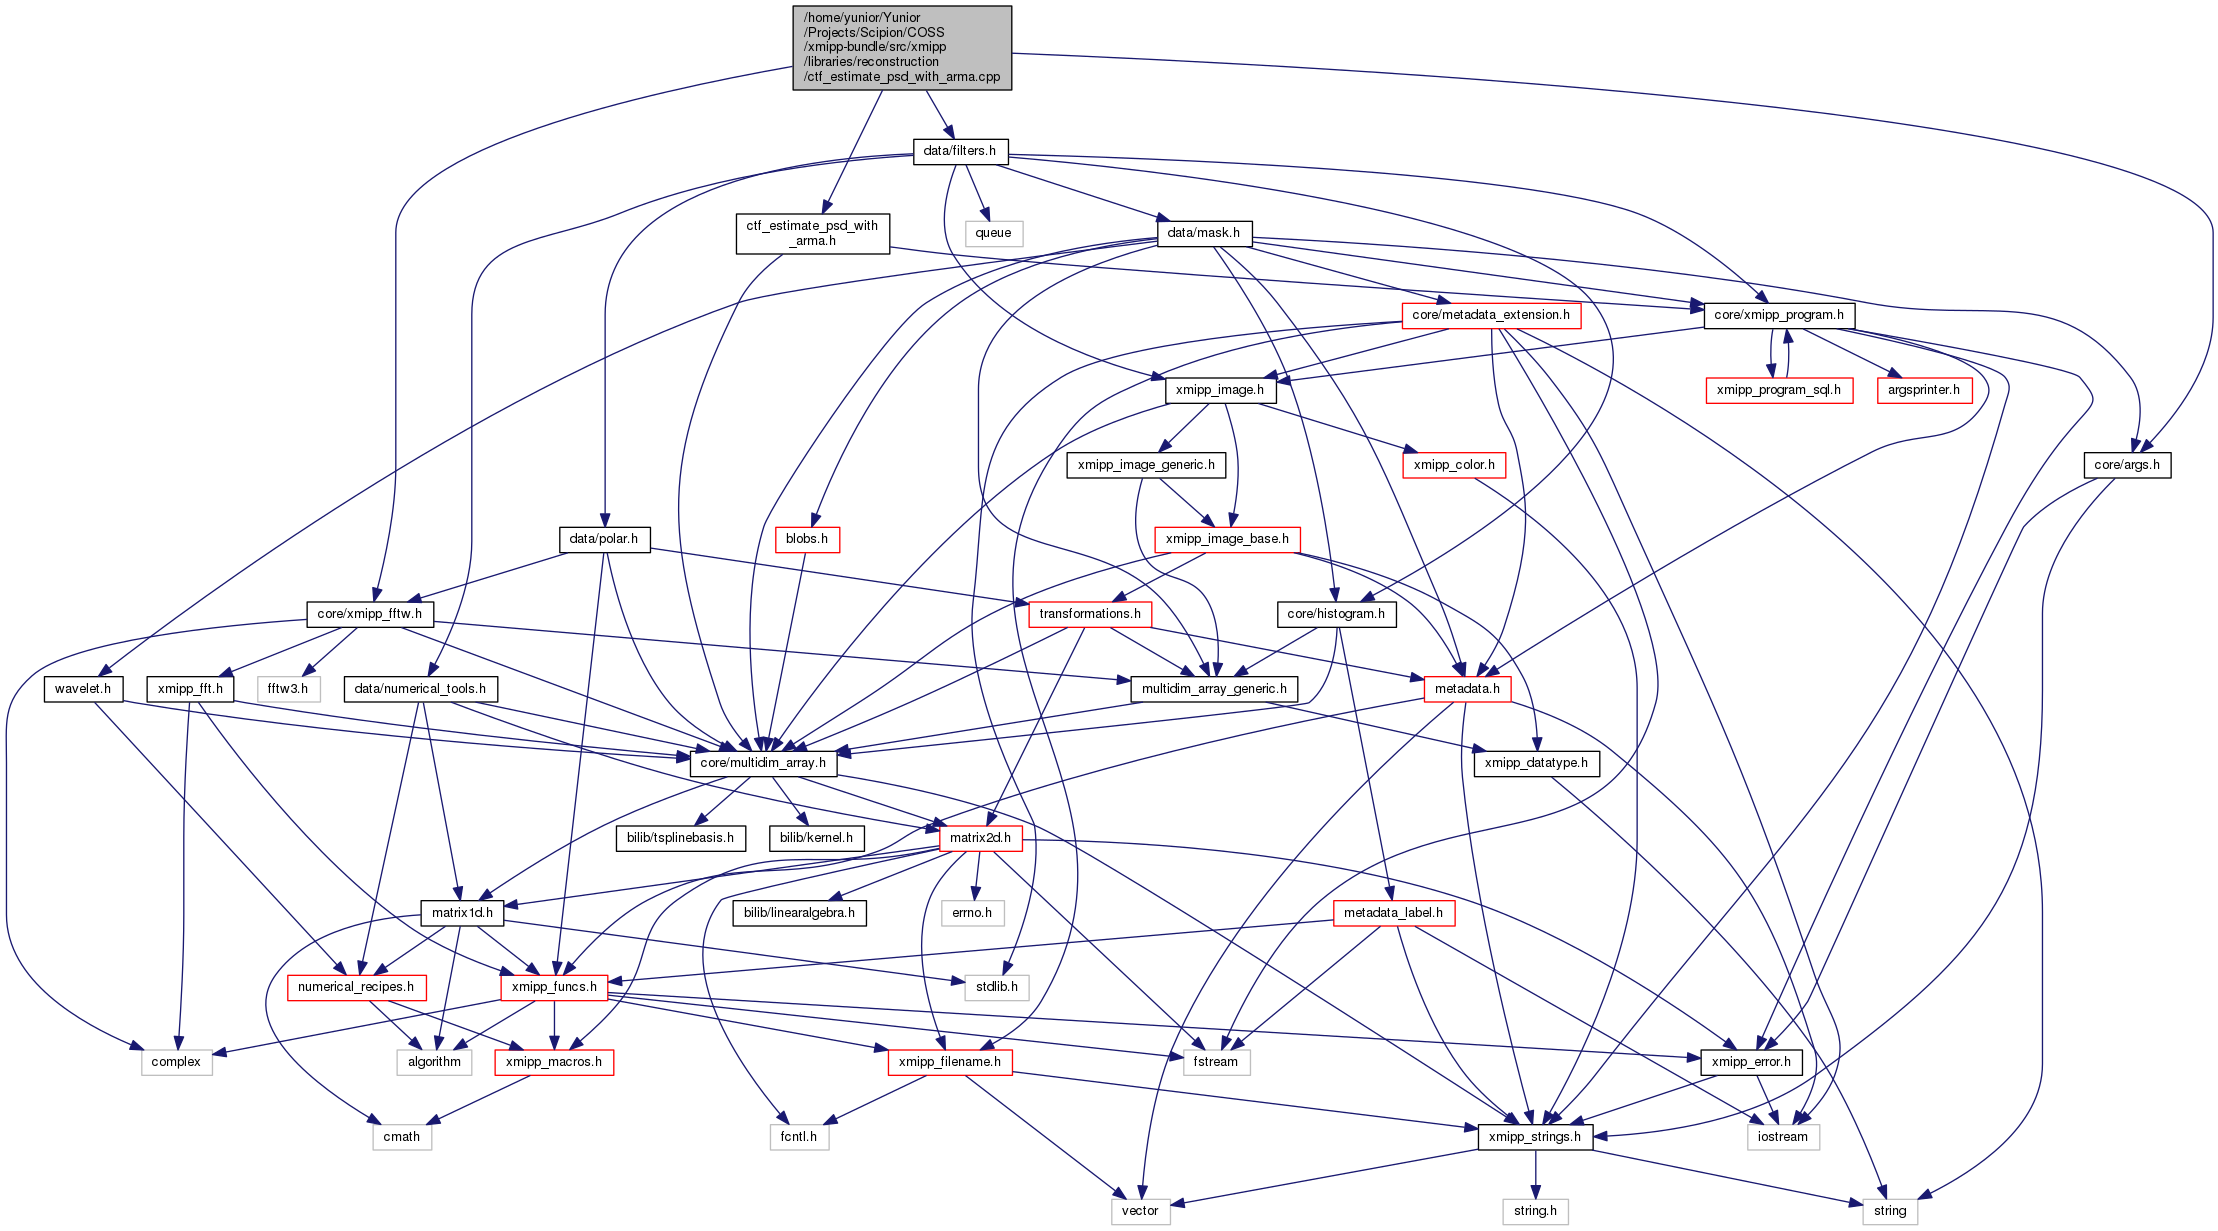 /home/yunior/Yunior
/Projects/Scipion/COSS
/xmipp-bundle/src/xmipp
/libraries/reconstruction
/ctf_estimate_psd_with_arma.cpp
data/filters.h
ctf_estimate_psd_with
_arma.h
queue
data/mask.h
core/metadata_extension.h
core/xmipp_program.h
xmipp_image.h
xmipp_program_sql.h
argsprinter.h
xmipp_image_generic.h
xmipp_color.h
core/args.h
data/polar.h
blobs.h
xmipp_image_base.h
core/xmipp_fftw.h
transformations.h
core/histogram.h
wavelet.h
xmipp_fft.h
fftw3.h
data/numerical_tools.h
multidim_array_generic.h
metadata.h
core/multidim_array.h
xmipp_datatype.h
bilib/tsplinebasis.h
bilib/kernel.h
matrix2d.h
matrix1d.h
bilib/linearalgebra.h
errno.h
metadata_label.h
numerical_recipes.h
xmipp_funcs.h
stdlib.h
complex
algorithm
xmipp_macros.h
xmipp_filename.h
fstream
xmipp_error.h
cmath
fcntl.h
xmipp_strings.h
iostream
vector
string.h
string